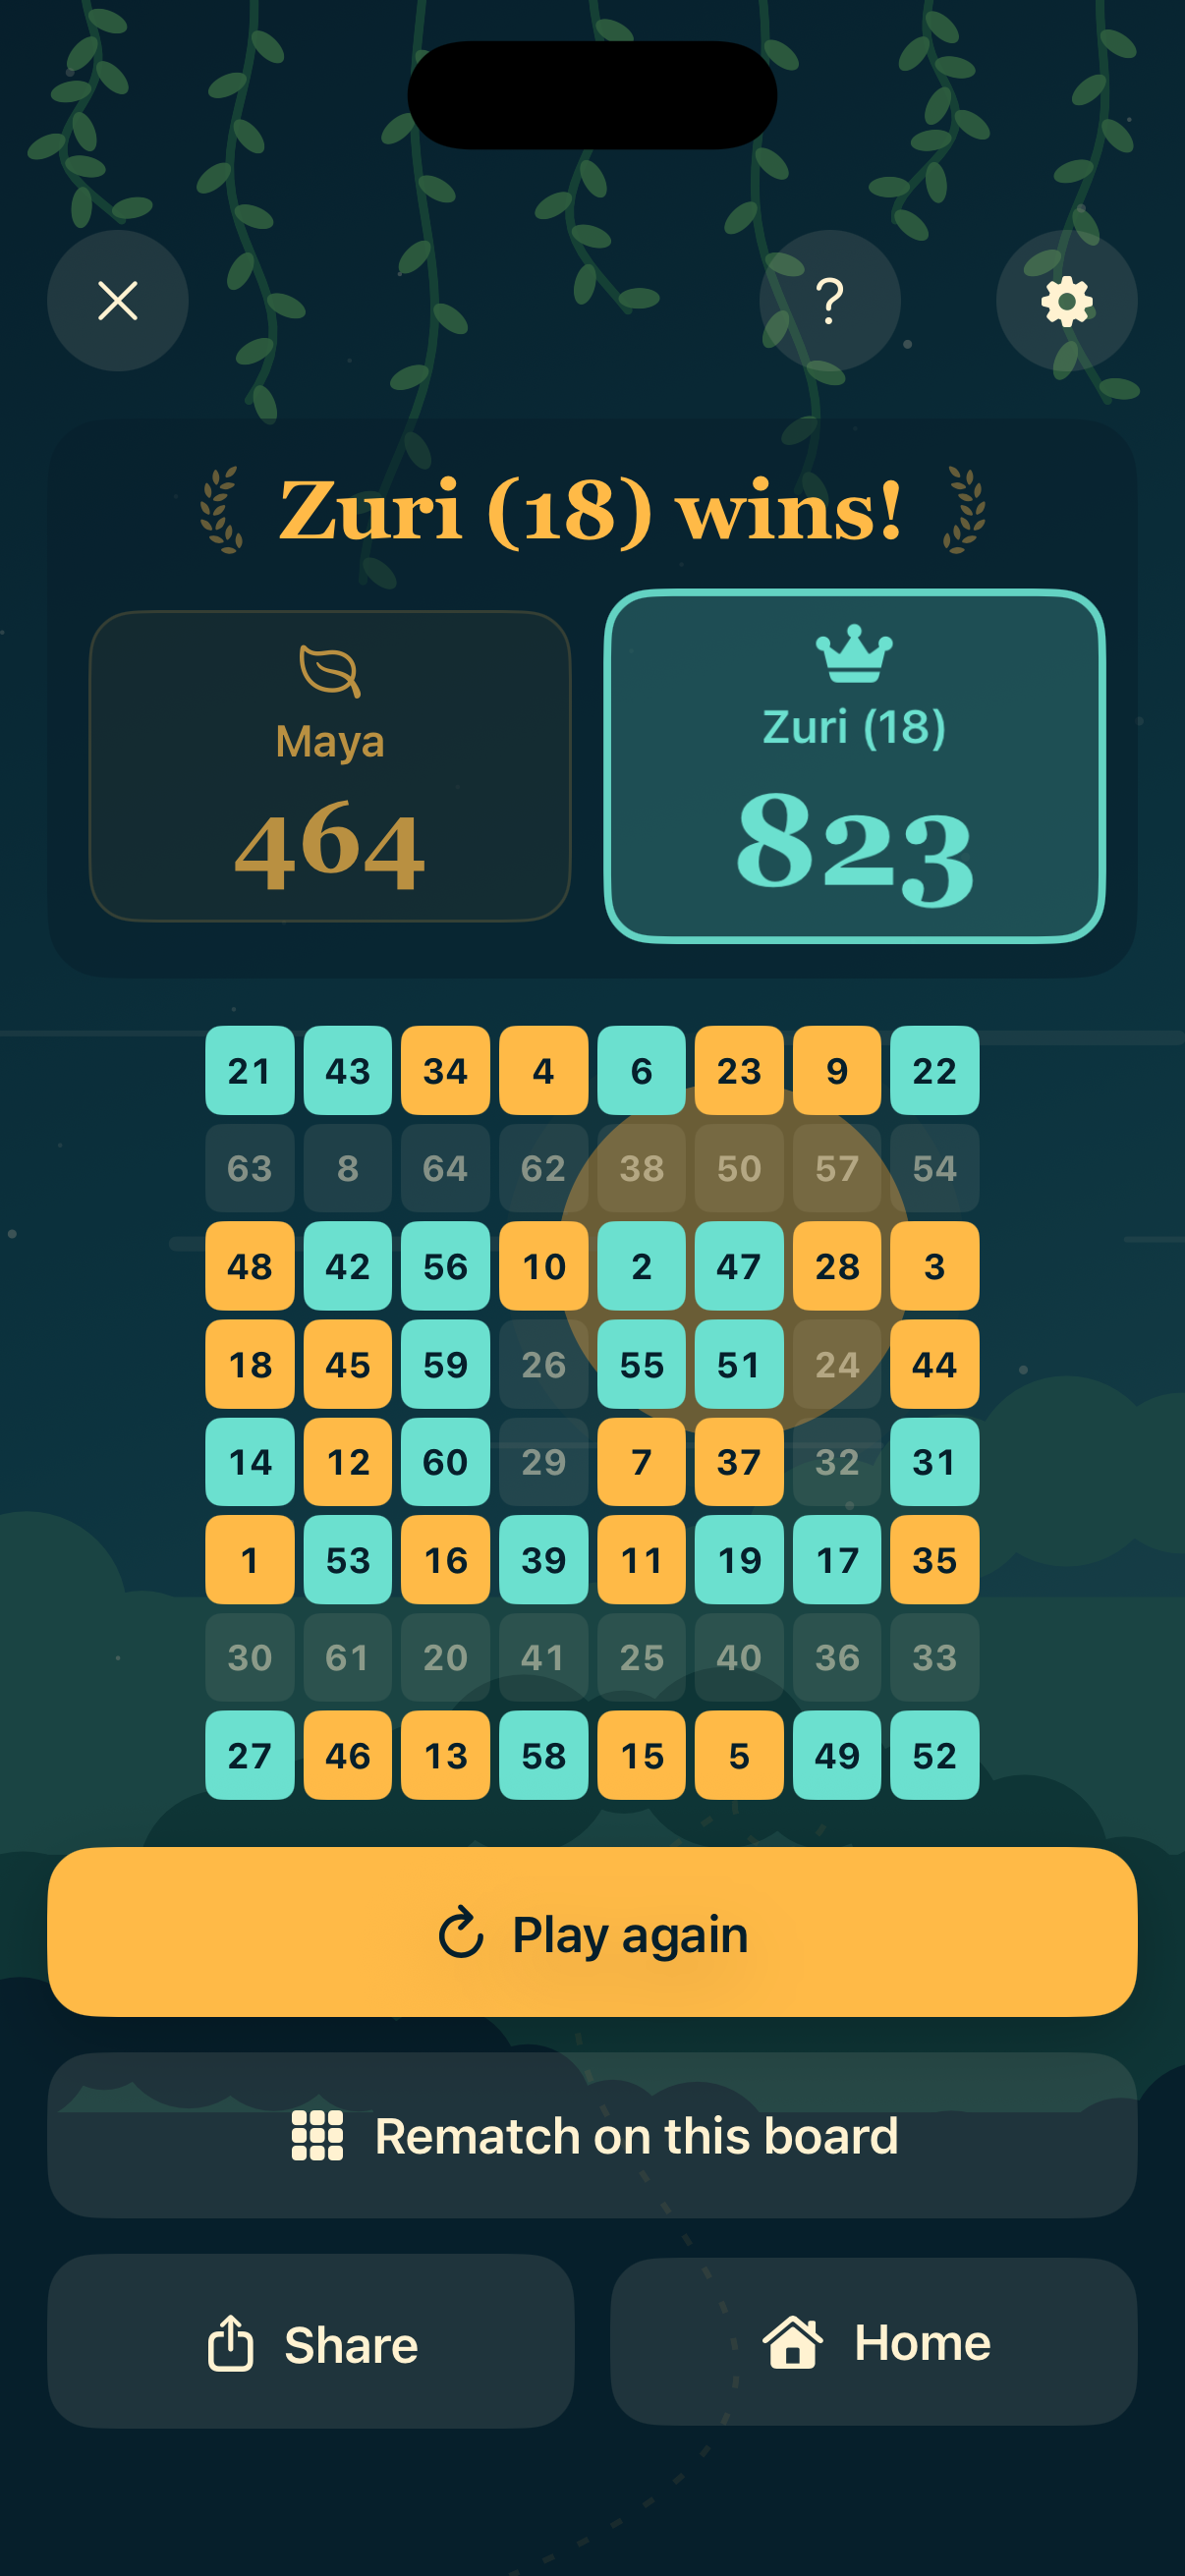 ?
Zuri (18) wins!
Maya
464
Zuri (18)
823
21 43 34 4 6 23 9 22
63 8 64 62 38 50 57 54
48 42 56 10 2 47 28 3
18 45 59 26 55 51 24 44
14 12 60 29 7 37 32 31
1 53 16 39 11 19 17 35
30 61 20 41 25 40 36 33
27 46 13 58 15 5 49 52
Play again
Rematch on this board
Share
Home